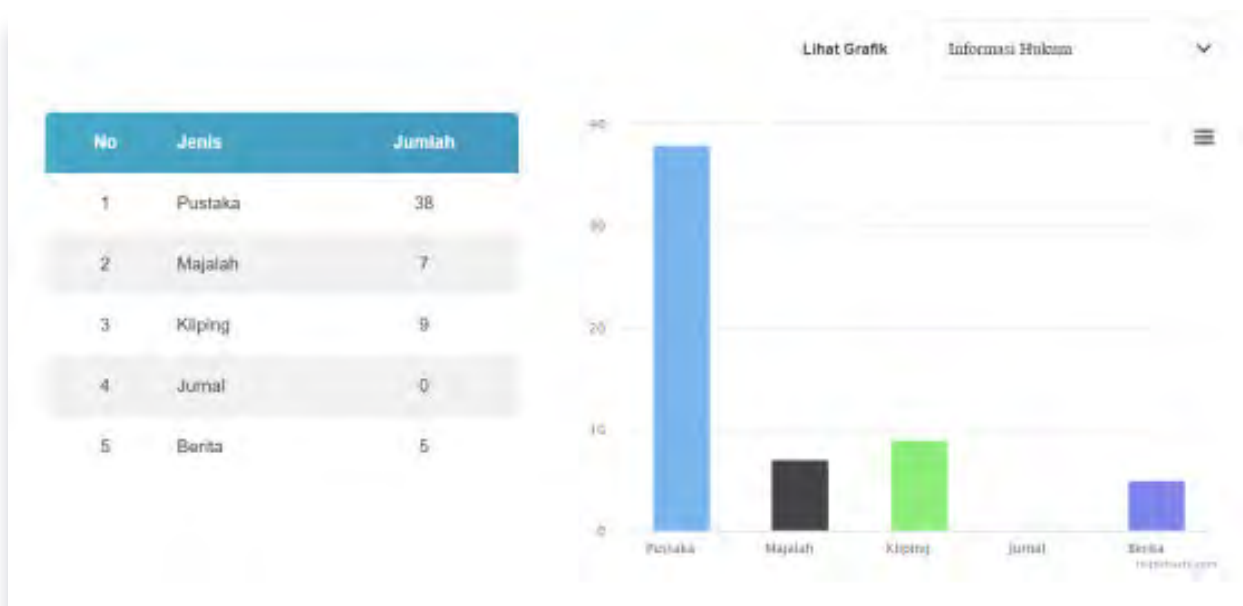 Lihat Grafik Informasi Hukum
No Jenis Jumlah
1 Pustaka 38
2 Majalah 7
3 Kliping 9
4 Jurnal 0
5 Berita 5
40
30
20
10
0
Pustaka Majalah Kliping Jurnal Berita